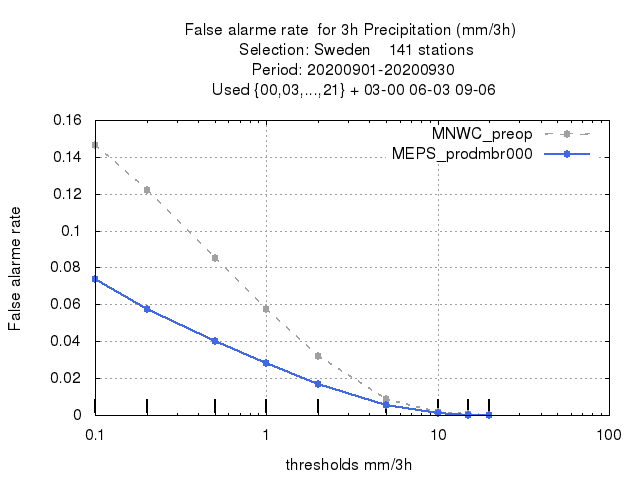 False alarme rate  for 3h Precipitation (mm/3h)
Selection: Sweden    141 stations
Period: 20200901-20200930
Used {00,03,...,21} + 03-00 06-03 09-06
MNWC_preop
MEPS_prodmbr000
0.16
0.14
0.12
0.1
0.08
0.06
0.04
0.02
0
False alarme rate
0.1
1
10
100
thresholds mm/3h